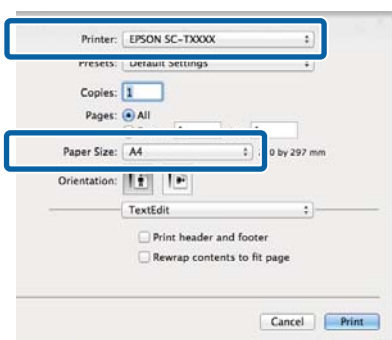 Printer: EPSON SC-TXXXX
Presets: Default Settings
Copies: 1
Pages: All
Paper Size: A4 0 by 297 mm
Orientation:
TextEdit
Print header and footer
Rewrap contents to fit page
Cancel Print